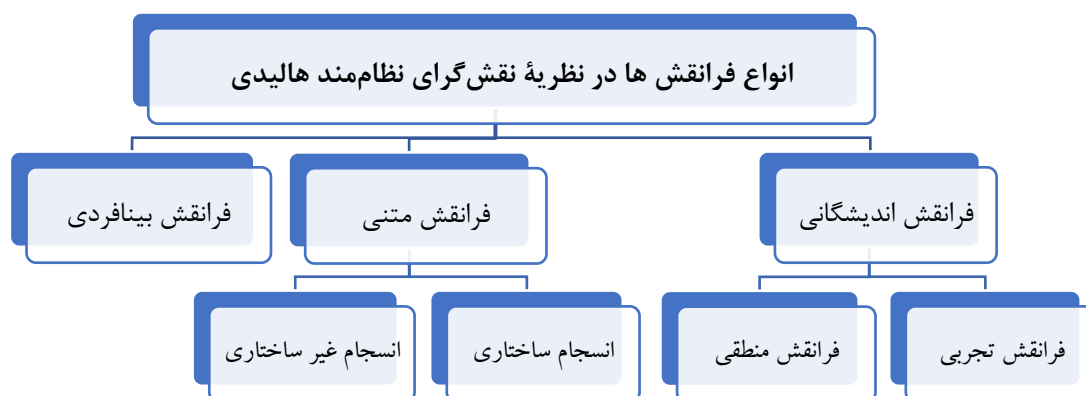 انواع فرانقش ها در نظریۀ نقش‌گرای نظام‌مند هالیدی
فرانقش اندیشگانی
فرانقش متنی
فرانقش بینافردی
فرانقش تجربی
فرانقش منطقی
انسجام ساختاری
انسجام غیر ساختاری